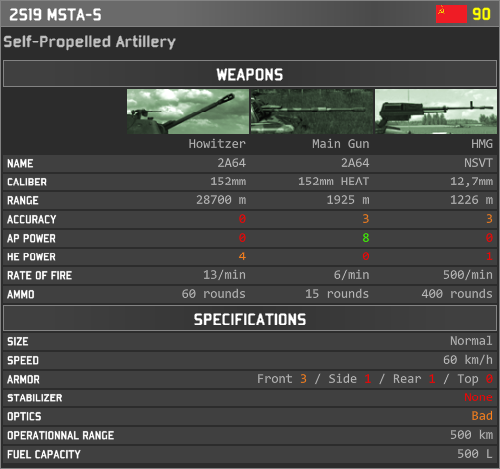 2S19 MSTA-S 90
Self-Propelled Artillery
WEAPONS
Howitzer Main Gun HMG
NAME 2A64 2A64 NSVT
CALIBER 152mm 152mm HEAT 12,7mm
RANGE 28700 m 1925 m 1226 m
ACCURACY 0 3 3
AP POWER 0 8 0
HE POWER 4 0 1
RATE OF FIRE 13/min 6/min 500/min
AMMO 60 rounds 15 rounds 400 rounds
SPECIFICATIONS
SIZE Normal
SPEED 60 km/h
ARMOR Front 3 / Side 1 / Rear 1 / Top 0
STABILIZER None
OPTICS Bad
OPERATIONNAL RANGE 500 km
FUEL CAPACITY 500 L